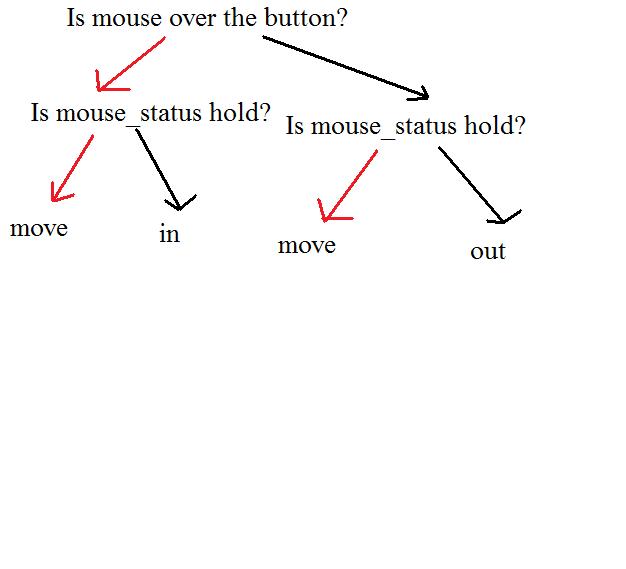 Is mouse over the button?
Is mouse_status hold?
Is mouse_status hold?
move
in
move
out